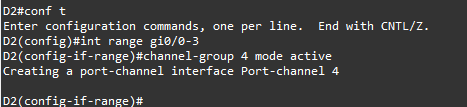 D2#conf t
Enter configuration commands, one per line.  End with CNTL/Z.
D2(config)#int range gi0/0-3
D2(config-if-range)#channel-group 4 mode active
Creating a port-channel interface Port-channel 4
D2(config-if-range)#